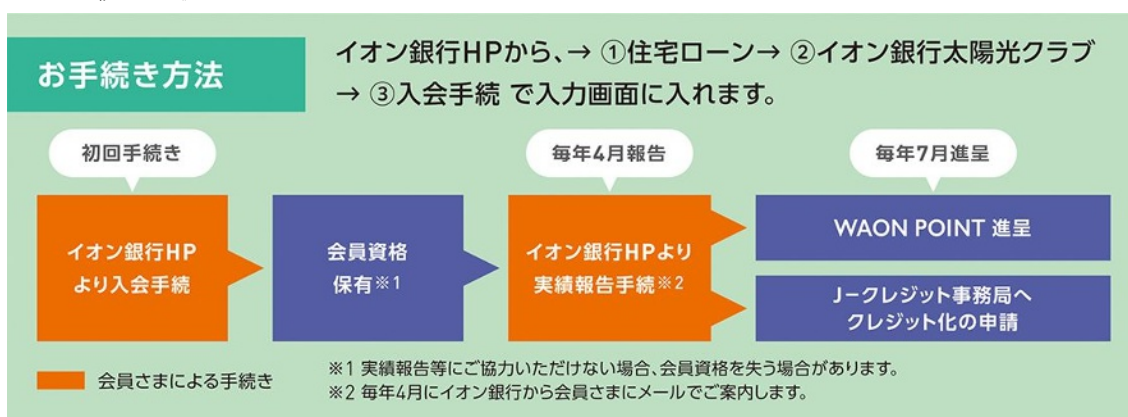 お手続き方法
イオン銀行HPから、→ ①住宅ローン→ ②イオン銀行太陽光クラブ
→ ③入会手続 で入力画面に入れます。
初回手続き
毎年4月報告
毎年7月進呈
イオン銀行HP
より入会手続
会員資格
保有※1
イオン銀行HPより
実績報告手続※2
WAON POINT 進呈
J－クレジット事務局へ
クレジット化の申請
会員さまによる手続き
※1 実績報告等にご協力いただけない場合、会員資格を失う場合があります。
※2 毎年4月にイオン銀行から会員さまにメールでご案内します。